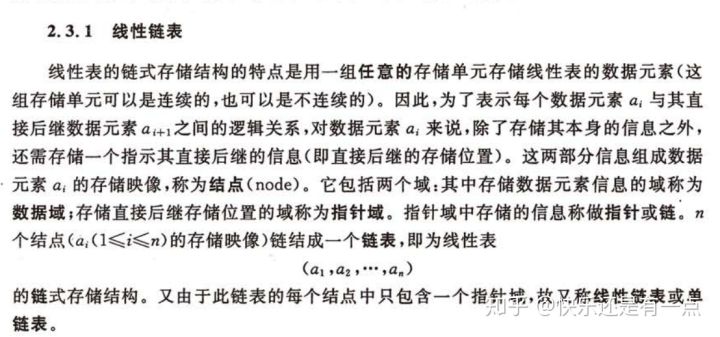 2.3.1 线性链表
线性表的链式存储结构的特点是用一组任意的存储单元存储线性表的数据元素(这
组存储单元可以是连续的,也可以是不连续的)。因此,为了表示每个数据元素 aᵢ 与其直
接后继数据元素 aᵢ₊₁之间的逻辑关系,对数据元素 aᵢ 来说,除了存储其本身的信息之外,
还需存储一个指示其直接后继的信息(即直接后继的存储位置)。这两部分信息组成数据
元素 aᵢ 的存储映像,称为结点(node)。它包括两个域:其中存储数据元素信息的域称为
数据域;存储直接后继存储位置的域称为指针域。指针域中存储的信息称做指针或链。n
个结点(aᵢ(1≤i≤n)的存储映像)链结成一个链表,即为线性表
(a₁,a₂,…,aₙ)
的链式存储结构。又由于此链表的每个结点中只包含一个指针域,故又称线性链表或单
链表。
知乎 @快乐还是有一点